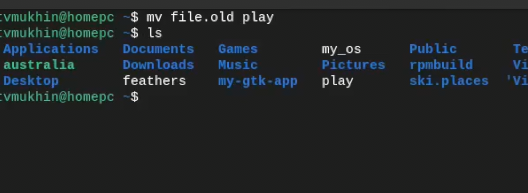 tvmukhin@homepc ~$ mv file.old play
tvmukhin@homepc ~$ ls
Applications Documents Games my_os Public Te
australia Downloads Music Pictures rpmbuild Vi
Desktop feathers my-gtk-app play ski.places 'Vi
tvmukhin@homepc ~$